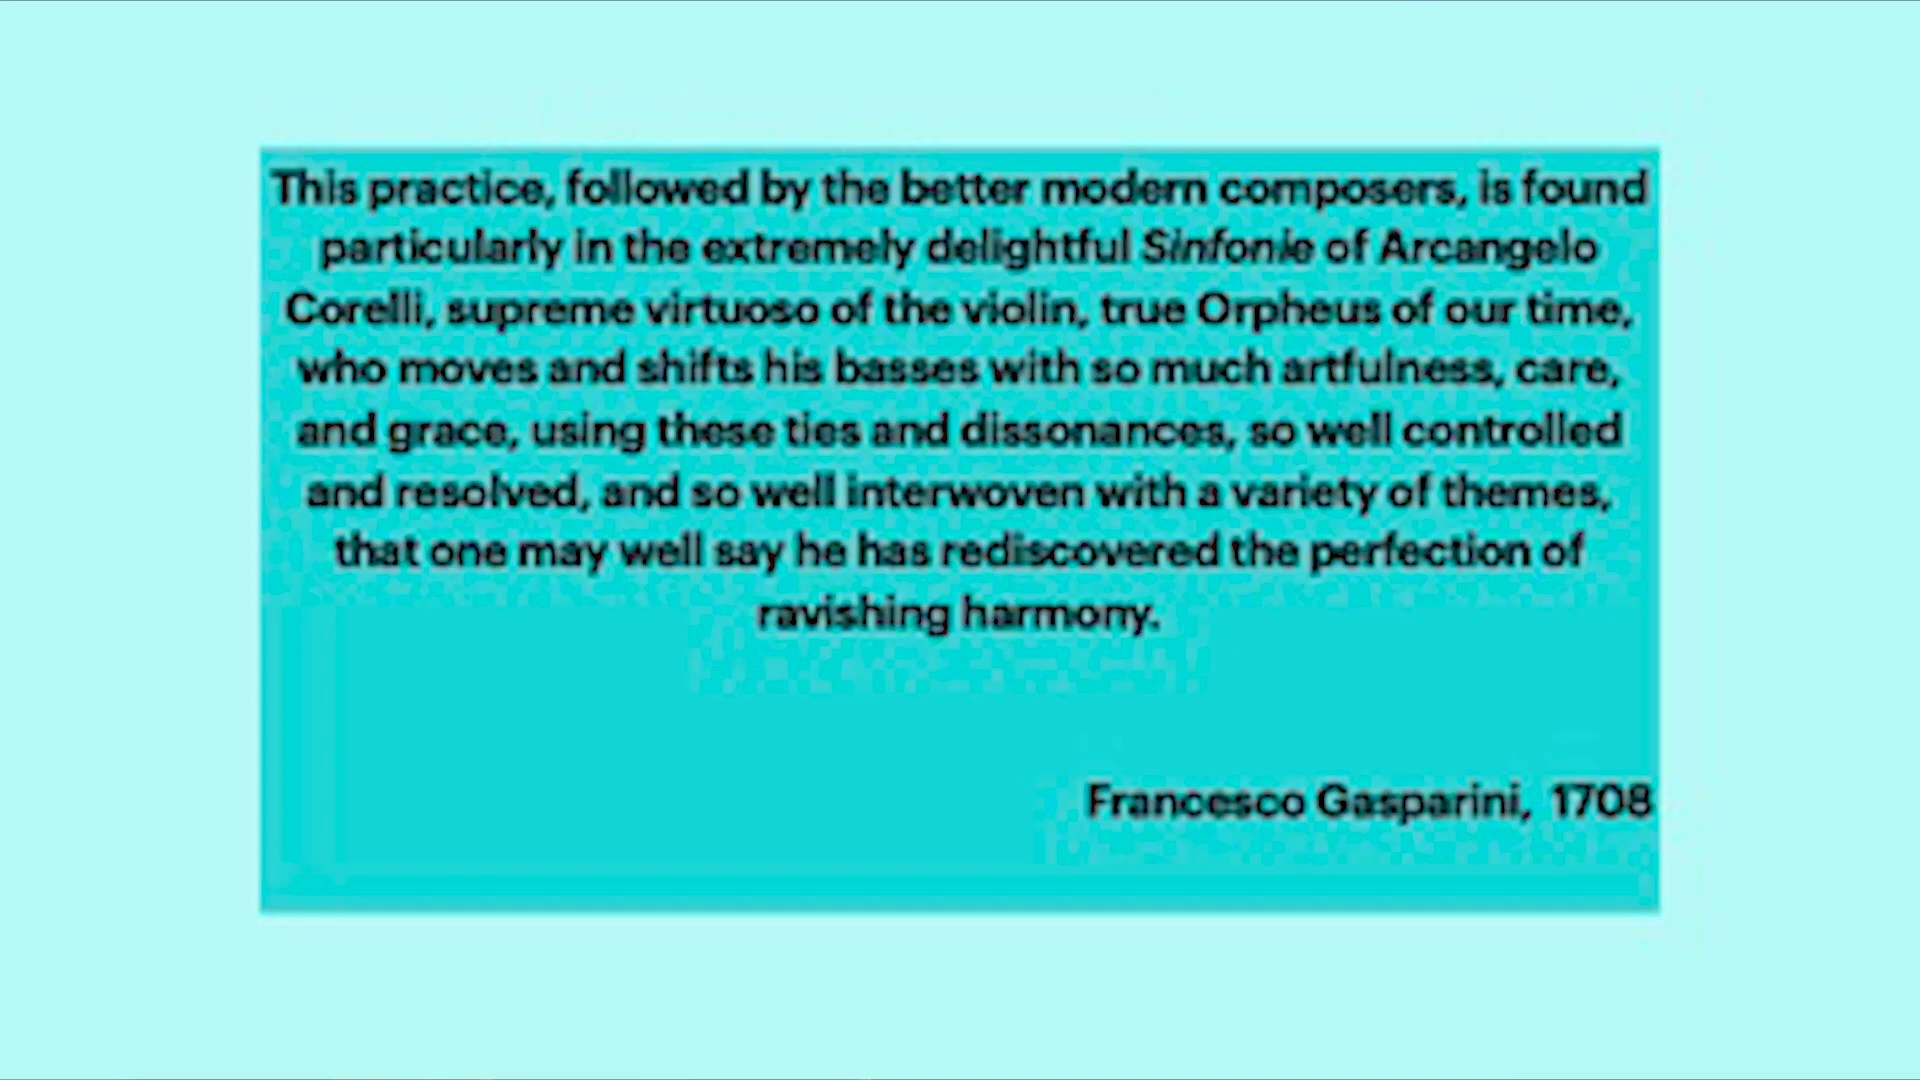 This practice, followed by the better modern composers, is found
particularly in the extremely delightful Sinfonie of Arcangelo
Corelli, supreme virtuoso of the violin, true Orpheus of our time,
who moves and shifts his basses with so much artfulness, care,
and grace, using these ties and dissonances, so well controlled
and resolved, and so well interwoven with a variety of themes,
that one may well say he has rediscovered the perfection of
ravishing harmony.
Francesco Gasparini, 1708